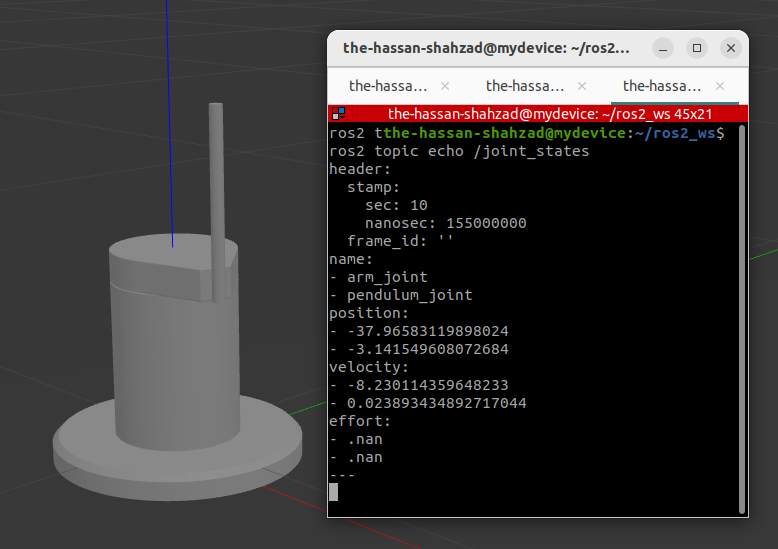 the-hassan-shahzad@mydevice: ~/ros2...
the-hassa...
the-hassa...
the-hassa...
the-hassan-shahzad@mydevice: ~/ros2_ws 45x21
ros2 tthe-hassan-shahzad@mydevice:~/ros2_ws$
ros2 topic echo /joint_states
header:
  stamp:
    sec: 10
    nanosec: 155000000
  frame_id: ''
name:
- arm_joint
- pendulum_joint
position:
- -37.96583119898024
- -3.141549608072684
velocity:
- -8.230114359648233
- 0.023893434892717044
effort:
- .nan
- .nan
---